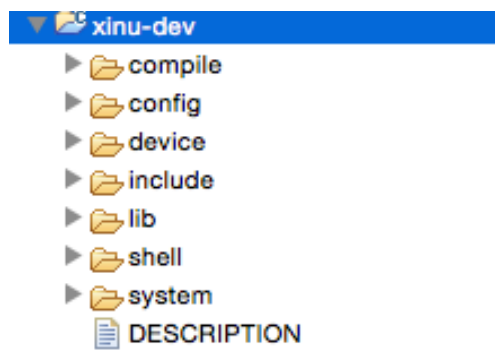 xinu-dev
compile
config
device
include
lib
shell
system
DESCRIPTION